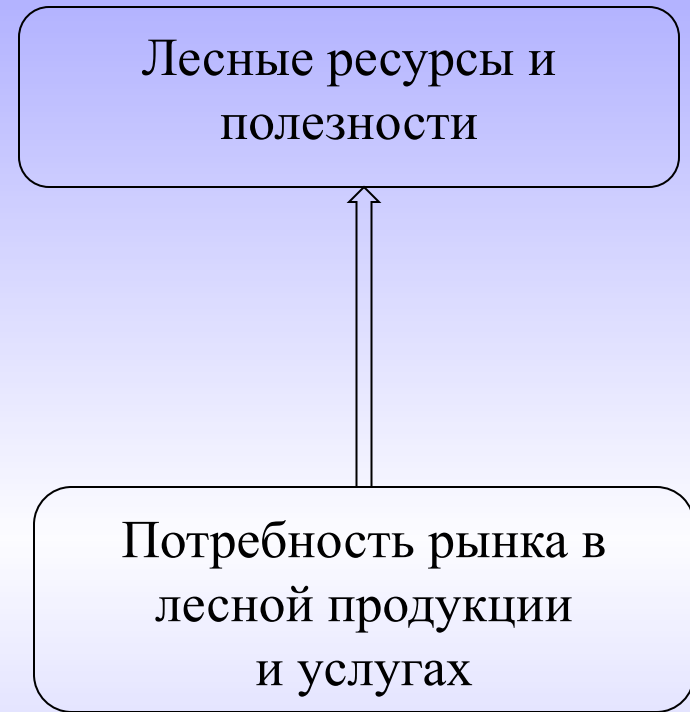 Лесные ресурсы и
полезности
Потребность рынка в
лесной продукции
и услугах